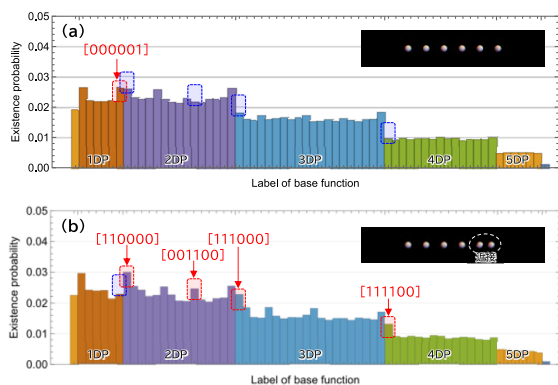 (a)
[000001]
0.05
0.04
0.03
0.02
0.01
0.00
Existence probability
1DP
2DP
3DP
4DP
5DP
Label of base function
(b)
[110000]
[001100]
[111000]
[111100]
近接
0.05
0.04
0.03
0.02
0.01
0.00
Existence probability
1DP
2DP
3DP
4DP
5DP
Label of base function